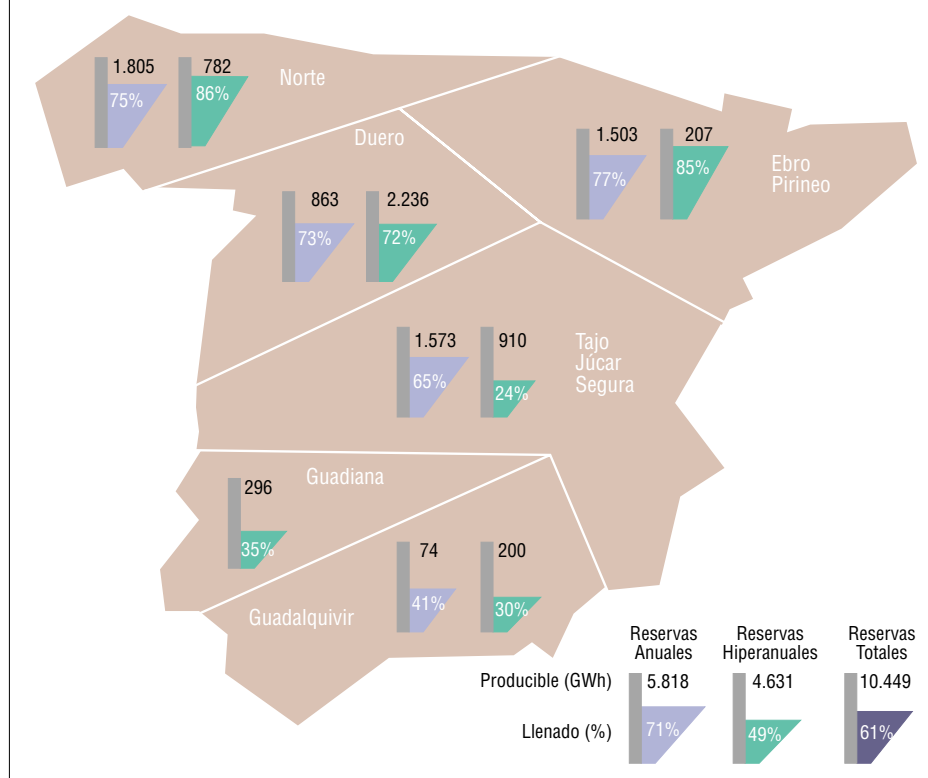 1.805
782
Norte
75%
86%
Duero
1.503
207
Ebro
Pirineo
77%
85%
863
2.236
73%
72%
1.573
910
Tajo
Júcar
Segura
65%
24%
Guadiana
296
35%
74
200
41%
30%
Guadalquivir
Reservas
Anuales
Reservas
Hiperanuales
Reservas
Totales
Producible (GWh)
5.818
4.631
10.449
Llenado (%)
71%
49%
61%